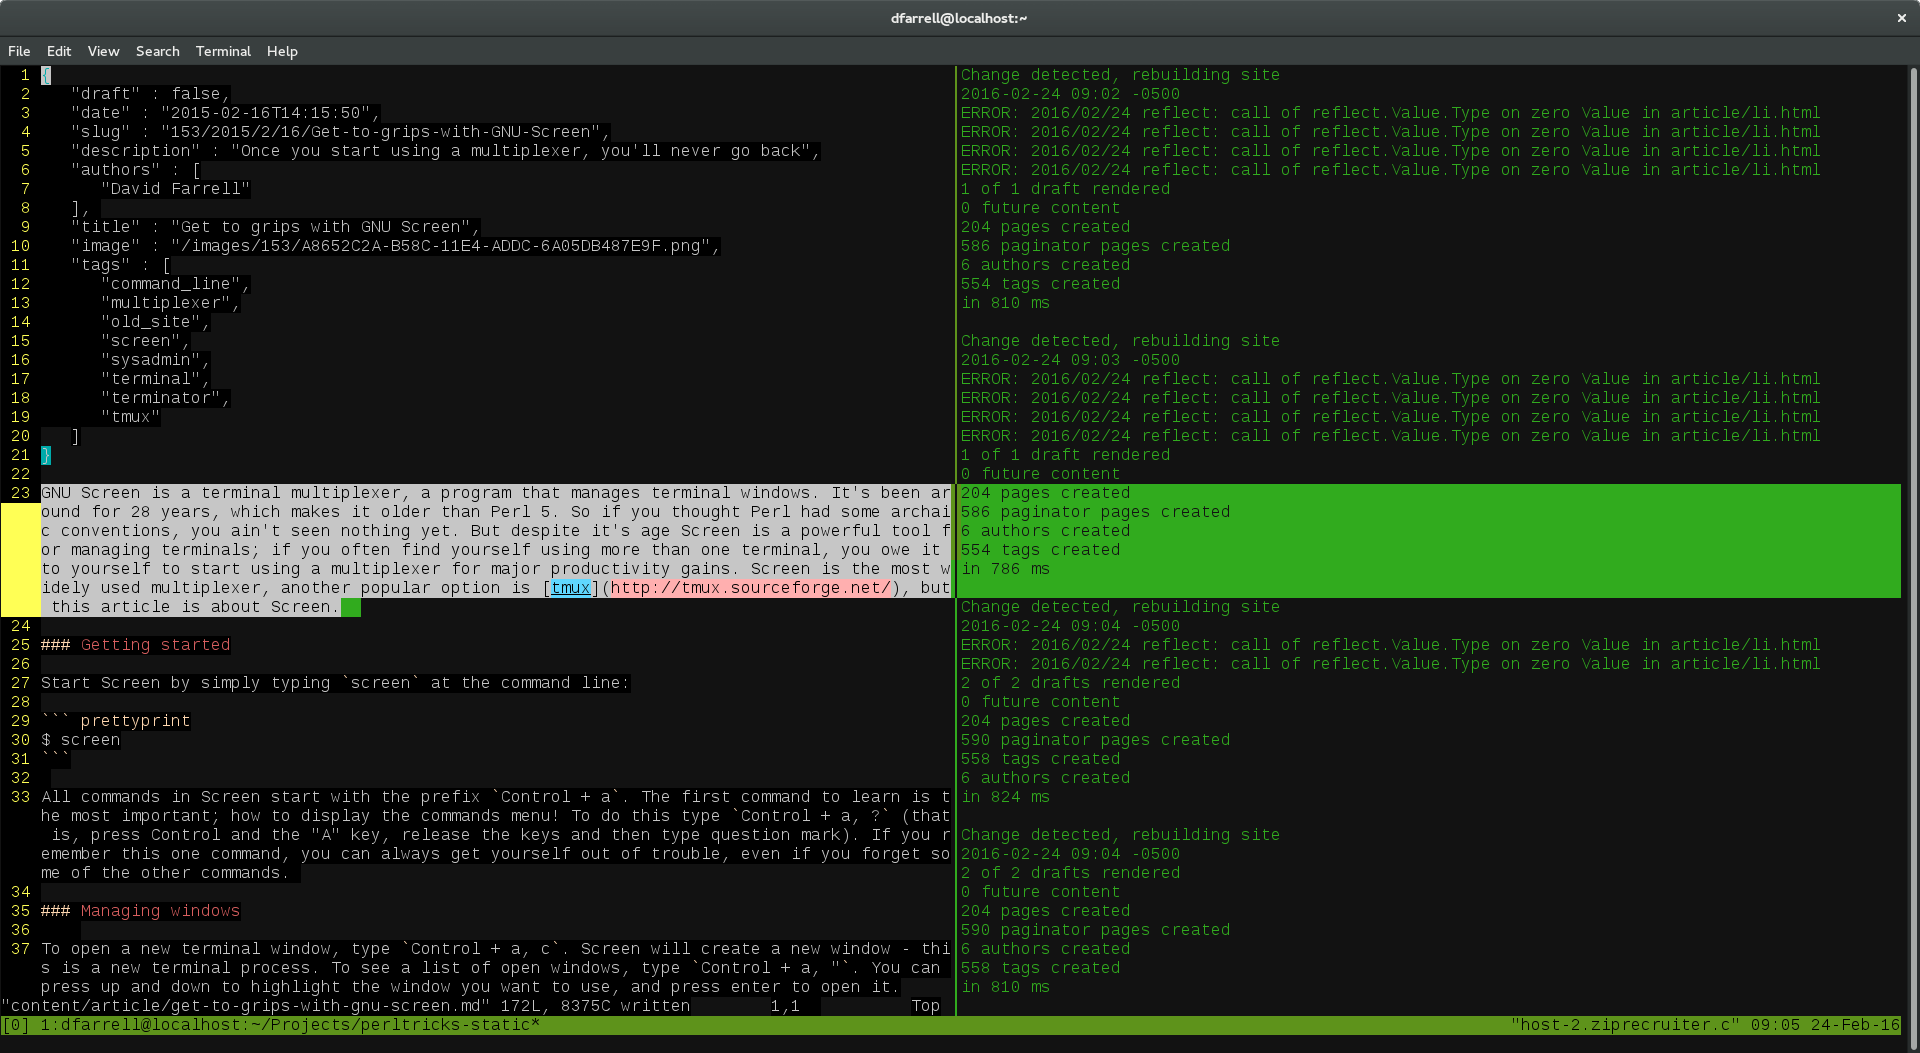 dfarrell@localhost:~
File Edit View Search Terminal Help
1 {
2    "draft" : false,
3    "date" : "2015-02-16T14:15:50",
4    "slug" : "153/2015/2/16/Get-to-grips-with-GNU-Screen",
5    "description" : "Once you start using a multiplexer, you'll never go back",
6    "authors" : [
7       "David Farrell"
8    ],
9    "title" : "Get to grips with GNU Screen",
10    "image" : "/images/153/A8652C2A-B58C-11E4-ADDC-6A05DB487E9F.png",
11    "tags" : [
12       "command_line",
13       "multiplexer",
14       "old_site",
15       "screen",
16       "sysadmin",
17       "terminal",
18       "terminator",
19       "tmux"
20    ]
21 }
22
23 GNU Screen is a terminal multiplexer, a program that manages terminal windows. It's been ar
ound for 28 years, which makes it older than Perl 5. So if you thought Perl had some archai
c conventions, you ain't seen nothing yet. But despite it's age Screen is a powerful tool f
or managing terminals; if you often find yourself using more than one terminal, you owe it
to yourself to start using a multiplexer for major productivity gains. Screen is the most w
idely used multiplexer, another popular option is [tmux](http://tmux.sourceforge.net/), but
 this article is about Screen.
24
25 ### Getting started
26
27 Start Screen by simply typing `screen` at the command line:
28
29 ``` prettyprint
30 $ screen
31 ```
32
33 All commands in Screen start with the prefix `Control + a`. The first command to learn is t
he most important; how to display the commands menu! To do this type `Control + a, ?` (that
 is, press Control and the "A" key, release the keys and then type question mark). If you r
emember this one command, you can always get yourself out of trouble, even if you forget so
me of the other commands.
34
35 ### Managing windows
36
37 To open a new terminal window, type `Control + a, c`. Screen will create a new window - thi
s is a new terminal process. To see a list of open windows, type `Control + a, "`. You can
press up and down to highlight the window you want to use, and press enter to open it.
"content/article/get-to-grips-with-gnu-screen.md" 172L, 8375C written 1,1 Top
Change detected, rebuilding site
2016-02-24 09:02 -0500
ERROR: 2016/02/24 reflect: call of reflect.Value.Type on zero Value in article/li.html
ERROR: 2016/02/24 reflect: call of reflect.Value.Type on zero Value in article/li.html
ERROR: 2016/02/24 reflect: call of reflect.Value.Type on zero Value in article/li.html
ERROR: 2016/02/24 reflect: call of reflect.Value.Type on zero Value in article/li.html
1 of 1 draft rendered
0 future content
204 pages created
586 paginator pages created
6 authors created
554 tags created
in 810 ms
Change detected, rebuilding site
2016-02-24 09:03 -0500
ERROR: 2016/02/24 reflect: call of reflect.Value.Type on zero Value in article/li.html
ERROR: 2016/02/24 reflect: call of reflect.Value.Type on zero Value in article/li.html
ERROR: 2016/02/24 reflect: call of reflect.Value.Type on zero Value in article/li.html
ERROR: 2016/02/24 reflect: call of reflect.Value.Type on zero Value in article/li.html
1 of 1 draft rendered
0 future content
204 pages created
586 paginator pages created
6 authors created
554 tags created
in 786 ms
Change detected, rebuilding site
2016-02-24 09:04 -0500
ERROR: 2016/02/24 reflect: call of reflect.Value.Type on zero Value in article/li.html
ERROR: 2016/02/24 reflect: call of reflect.Value.Type on zero Value in article/li.html
2 of 2 drafts rendered
0 future content
204 pages created
590 paginator pages created
558 tags created
6 authors created
in 824 ms
Change detected, rebuilding site
2016-02-24 09:04 -0500
2 of 2 drafts rendered
0 future content
204 pages created
590 paginator pages created
6 authors created
558 tags created
in 810 ms
[0] 1:dfarrell@localhost:~/Projects/perltricks-static* "host-2.ziprecruiter.c" 09:05 24-Feb-16